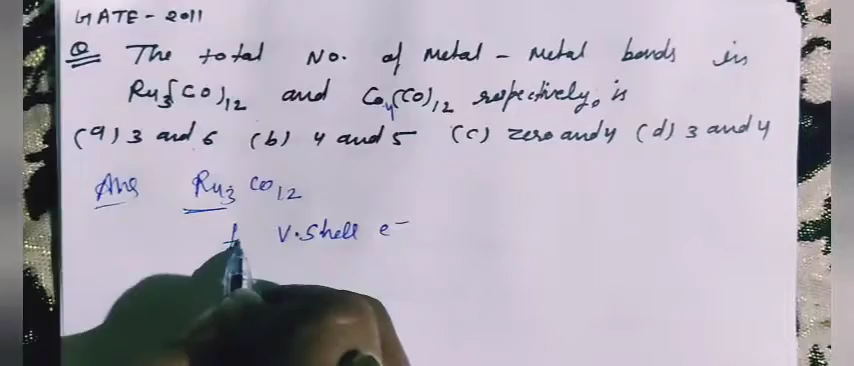 GATE - 2011
Q The total No. of metal - metal bonds in
Ru3(CO)12 and Co4(CO)12 respectively, is
(a) 3 and 6 (b) 4 and 5 (c) zero and 4 (d) 3 and 4
Ans Ru3 CO12
V. Shell e-